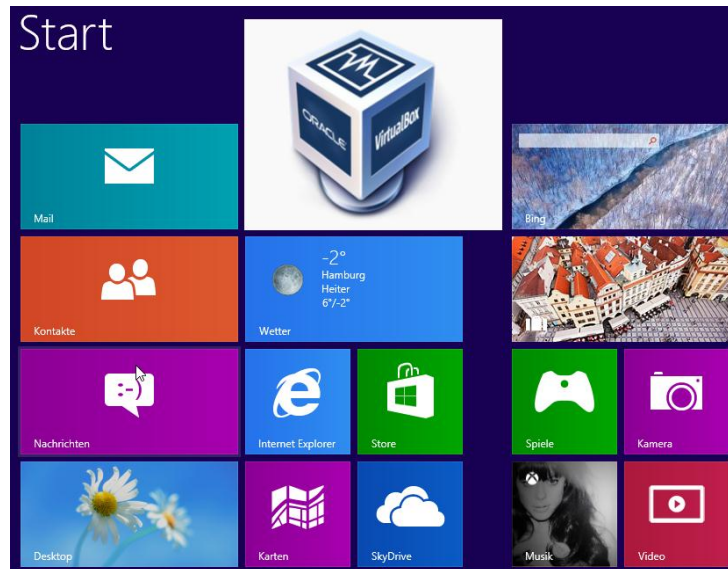 Start
ORACLE
VirtualBox
Mail
Bing
Kontakte
-2°
Hamburg
Heiter
6°/-2°
Wetter
:-)
Nachrichten
Internet Explorer
Store
Spiele
Kamera
Desktop
Karten
SkyDrive
Musik
Video